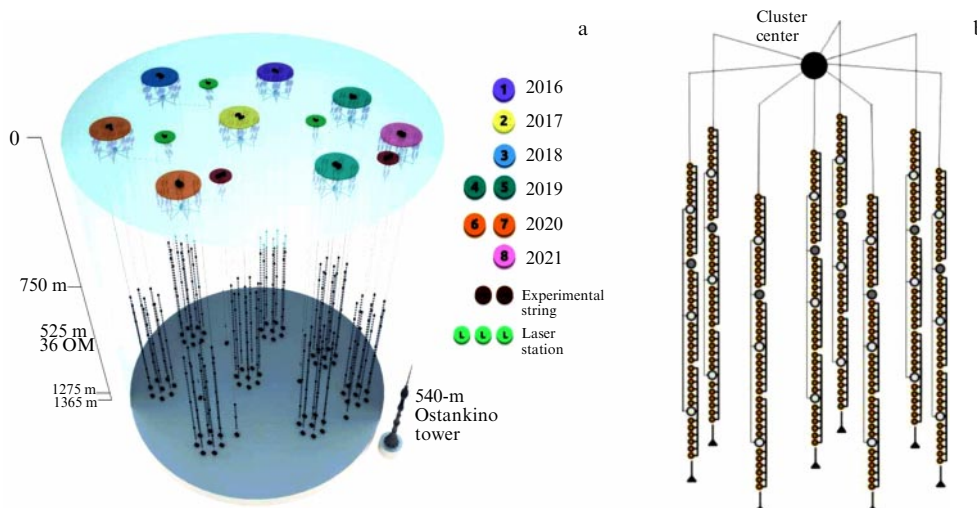 a
1 2016
2 2017
3 2018
4 5 2019
6 7 2020
8 2021
Experimental
string
L L L Laser
station
0
750 m
525 m
36 OM
1275 m
1365 m
540-m
Ostankino
tower
Cluster
center
b